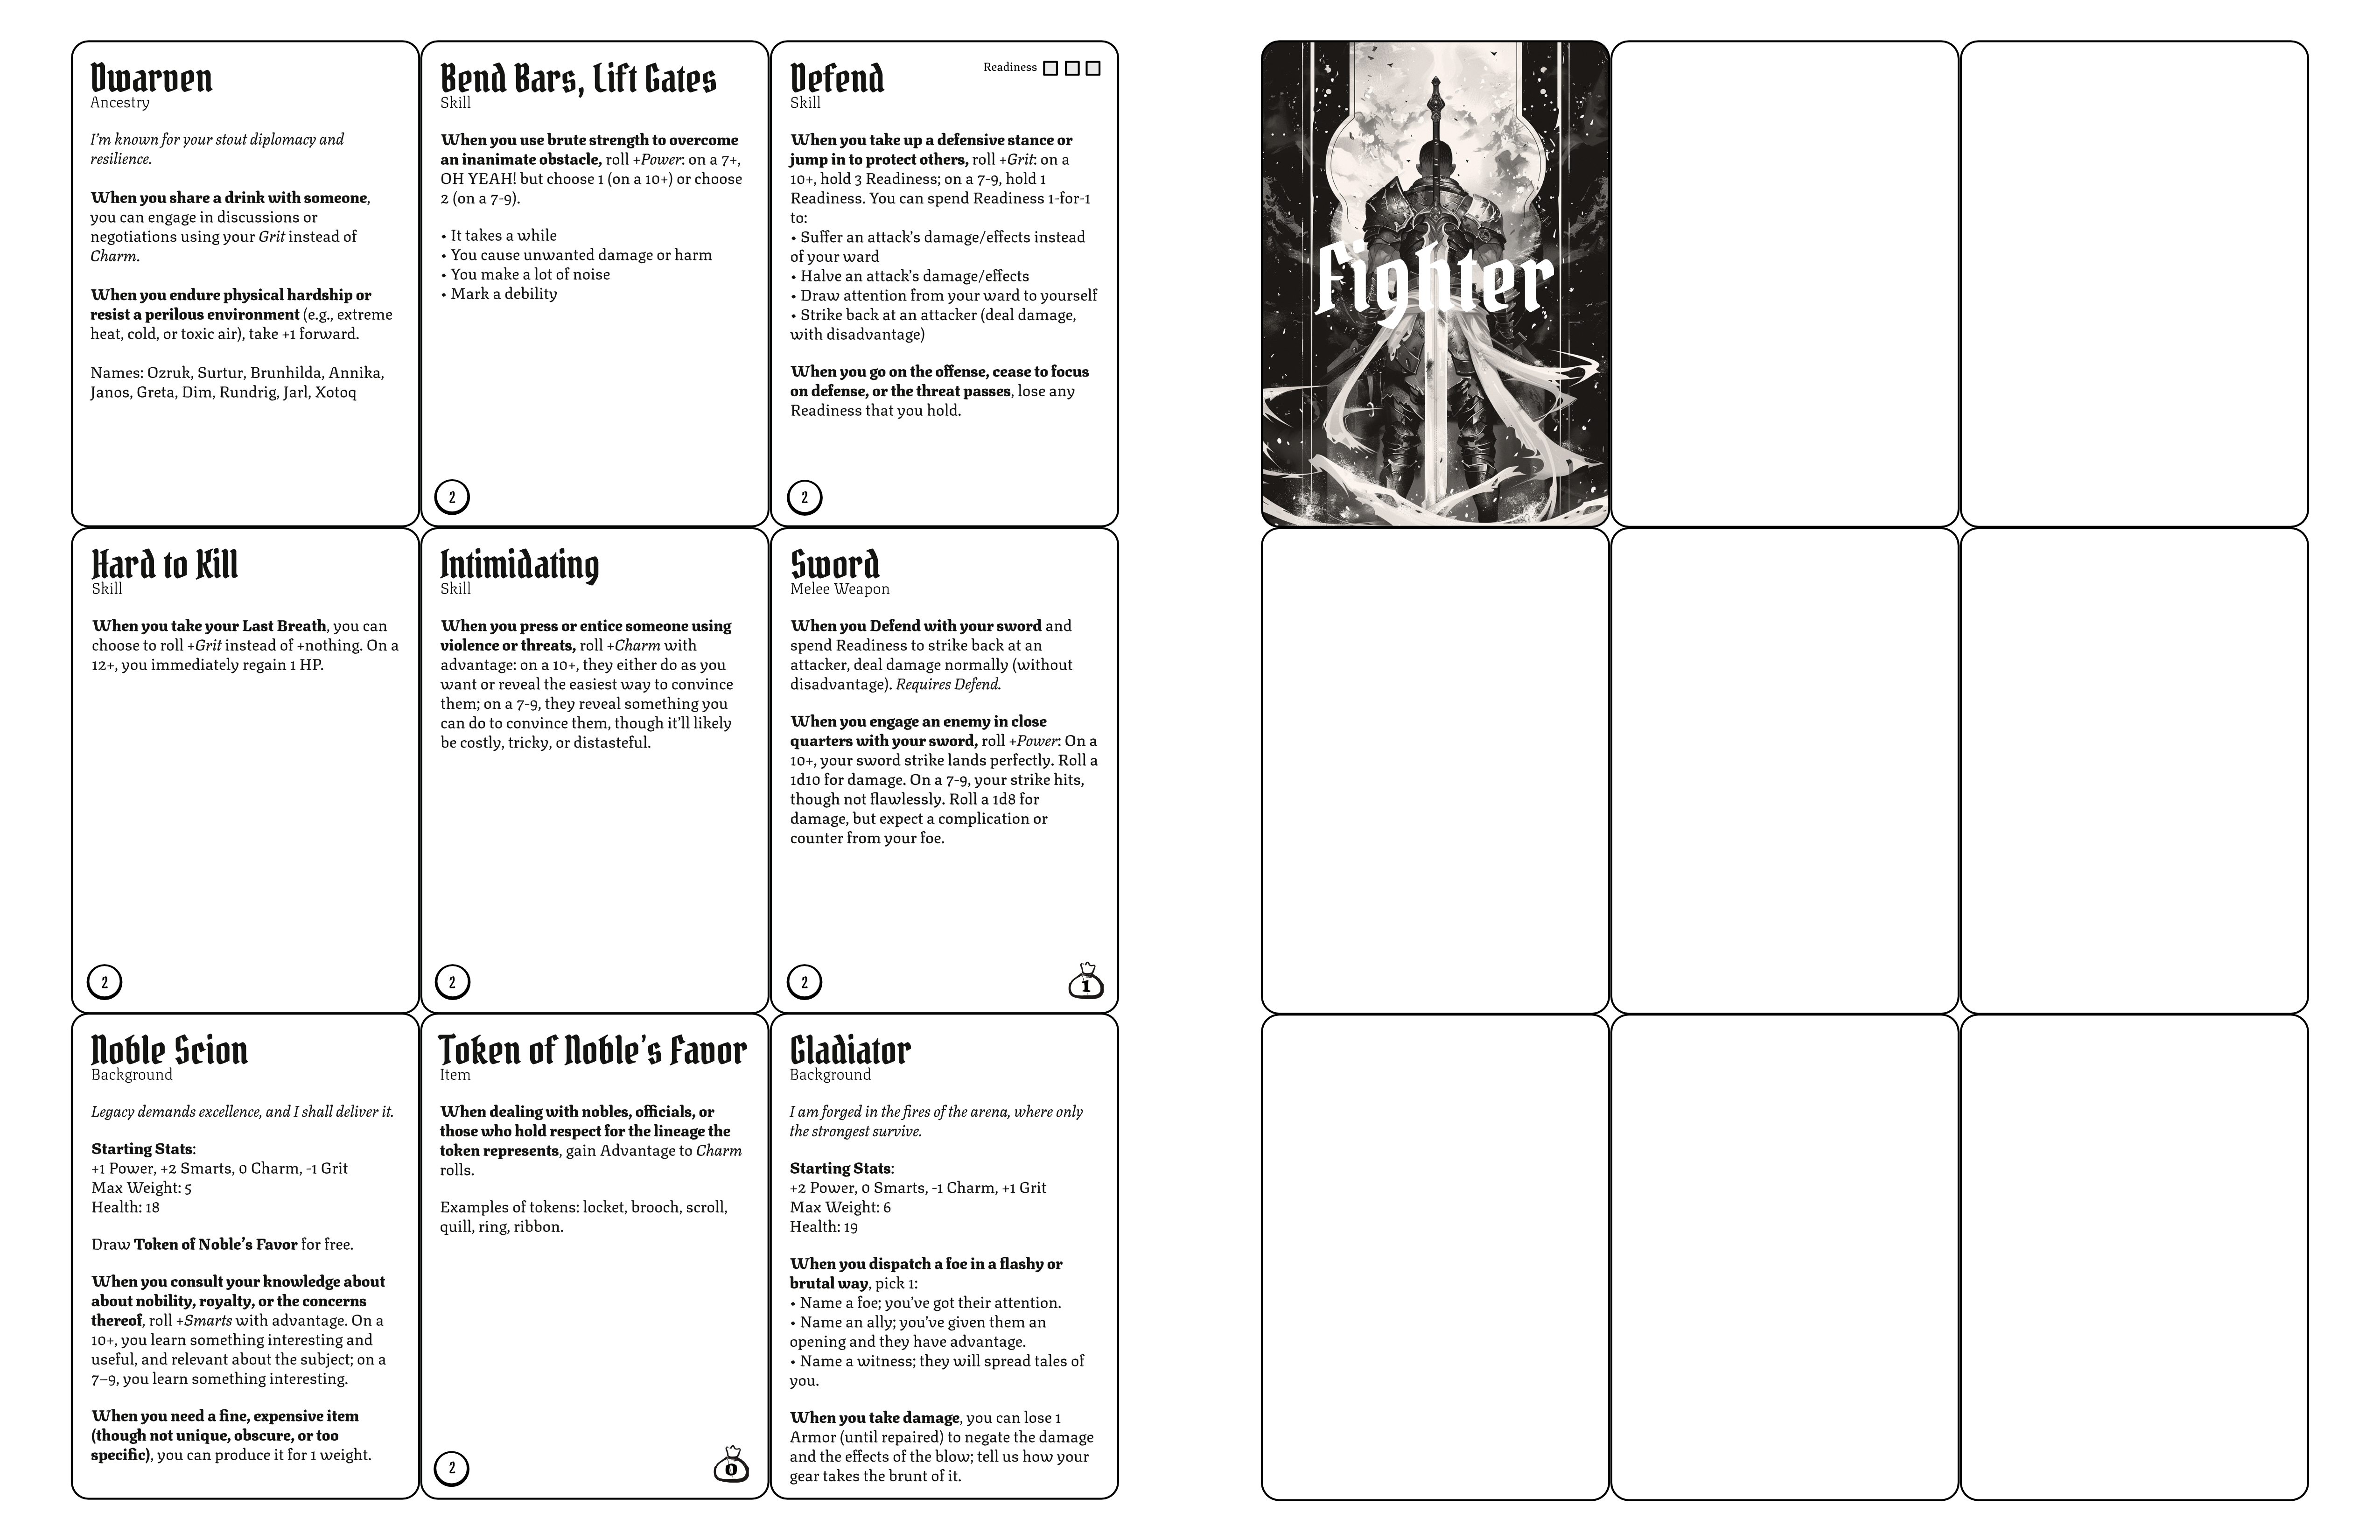 Dwarven
Ancestry
I'm known for your stout diplomacy and
resilience.
When you share a drink with someone,
you can engage in discussions or
negotiations using your Grit instead of
Charm.
When you endure physical hardship or
resist a perilous environment (e.g., extreme
heat, cold, or toxic air), take +1 forward.
Names: Ozruk, Surtur, Brunhilda, Annika,
Janos, Greta, Dim, Rundrig, Jarl, Xotoq
Bend Bars, Lift Gates
Skill
When you use brute strength to overcome
an inanimate obstacle, roll +Power: on a 7+,
OH YEAH! but choose 1 (on a 10+) or choose
2 (on a 7-9).
• It takes a while
• You cause unwanted damage or harm
• You make a lot of noise
• Mark a debility
2
Defend
Readiness
Skill
When you take up a defensive stance or
jump in to protect others, roll +Grit: on a
10+, hold 3 Readiness; on a 7-9, hold 1
Readiness. You can spend Readiness 1-for-1
to:
• Suffer an attack's damage/effects instead
of your ward
• Halve an attack's damage/effects
• Draw attention from your ward to yourself
• Strike back at an attacker (deal damage,
with disadvantage)
When you go on the offense, cease to focus
on defense, or the threat passes, lose any
Readiness that you hold.
2
Hard to Kill
Skill
When you take your Last Breath, you can
choose to roll +Grit instead of +nothing. On a
12+, you immediately regain 1 HP.
2
Intimidating
Skill
When you press or entice someone using
violence or threats, roll +Charm with
advantage: on a 10+, they either do as you
want or reveal the easiest way to convince
them; on a 7-9, they reveal something you
can do to convince them, though it'll likely
be costly, tricky, or distasteful.
2
Sword
Melee Weapon
When you Defend with your sword and
spend Readiness to strike back at an
attacker, deal damage normally (without
disadvantage). Requires Defend.
When you engage an enemy in close
quarters with your sword, roll +Power: On a
10+, your sword strike lands perfectly. Roll a
1d10 for damage. On a 7-9, your strike hits,
though not flawlessly. Roll a 1d8 for
damage, but expect a complication or
counter from your foe.
2
1
Noble Scion
Background
Legacy demands excellence, and I shall deliver it.
Starting Stats:
+1 Power, +2 Smarts, 0 Charm, -1 Grit
Max Weight: 5
Health: 18
Draw Token of Noble's Favor for free.
When you consult your knowledge about
about nobility, royalty, or the concerns
thereof, roll +Smarts with advantage. On a
10+, you learn something interesting and
useful, and relevant about the subject; on a
7–9, you learn something interesting.
When you need a fine, expensive item
(though not unique, obscure, or too
specific), you can produce it for 1 weight.
Token of Noble's Favor
Item
When dealing with nobles, officials, or
those who hold respect for the lineage the
token represents, gain Advantage to Charm
rolls.
Examples of tokens: locket, brooch, scroll,
quill, ring, ribbon.
2
0
Gladiator
Background
I am forged in the fires of the arena, where only
the strongest survive.
Starting Stats:
+2 Power, 0 Smarts, -1 Charm, +1 Grit
Max Weight: 6
Health: 19
When you dispatch a foe in a flashy or
brutal way, pick 1:
• Name a foe; you've got their attention.
• Name an ally; you've given them an
opening and they have advantage.
• Name a witness; they will spread tales of
you.
When you take damage, you can lose 1
Armor (until repaired) to negate the damage
and the effects of the blow; tell us how your
gear takes the brunt of it.
Fighter